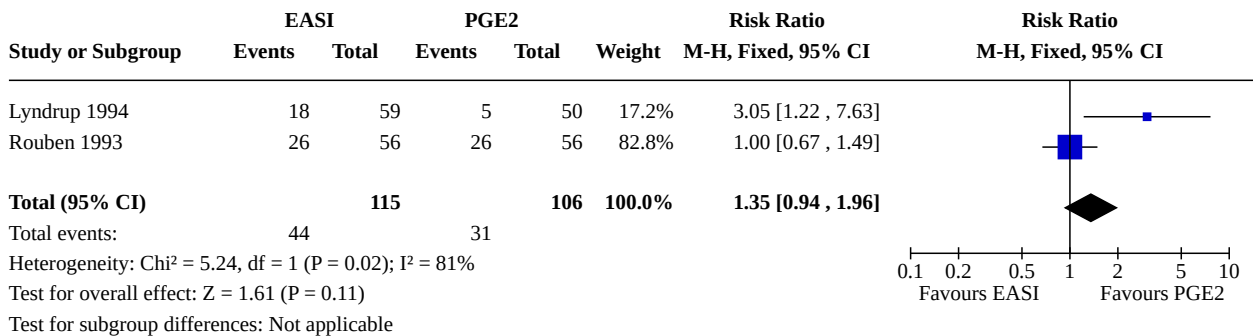 EASI PGE2 Risk Ratio Risk Ratio
Study or Subgroup Events Total Events Total Weight M-H, Fixed, 95% CI M-H, Fixed, 95% CI
Lyndrup 1994 18 59 5 50 17.2% 3.05 [1.22 , 7.63]
Rouben 1993 26 56 26 56 82.8% 1.00 [0.67 , 1.49]
Total (95% CI) 115 106 100.0% 1.35 [0.94 , 1.96]
Total events: 44 31
Heterogeneity: Chi² = 5.24, df = 1 (P = 0.02); I² = 81%
Test for overall effect: Z = 1.61 (P = 0.11)
Test for subgroup differences: Not applicable
0.1 0.2 0.5 1 2 5 10
Favours EASI Favours PGE2